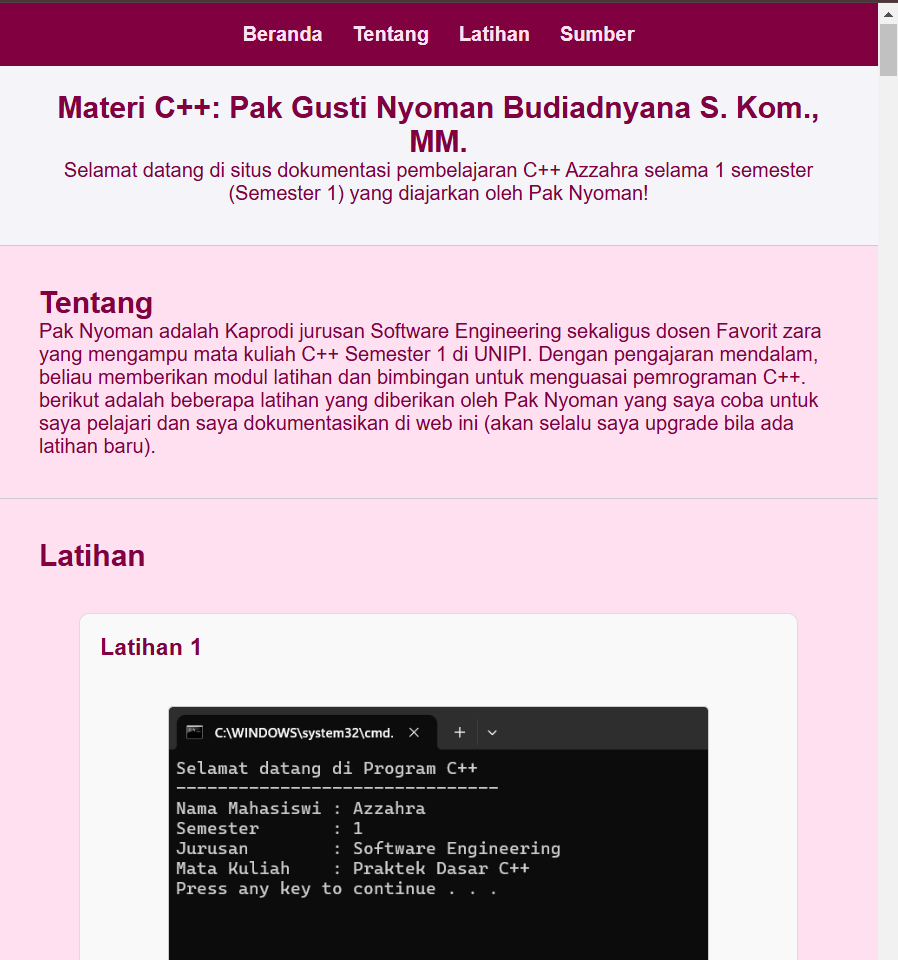 Beranda Tentang Latihan Sumber
Materi C++: Pak Gusti Nyoman Budiadnyana S. Kom.,
MM.
Selamat datang di situs dokumentasi pembelajaran C++ Azzahra selama 1 semester
(Semester 1) yang diajarkan oleh Pak Nyoman!
Tentang
Pak Nyoman adalah Kaprodi jurusan Software Engineering sekaligus dosen Favorit zara
yang mengampu mata kuliah C++ Semester 1 di UNIPI. Dengan pengajaran mendalam,
beliau memberikan modul latihan dan bimbingan untuk menguasai pemrograman C++.
berikut adalah beberapa latihan yang diberikan oleh Pak Nyoman yang saya coba untuk
saya pelajari dan saya dokumentasikan di web ini (akan selalu saya upgrade bila ada
latihan baru).
Latihan
Latihan 1
C:\WINDOWS\system32\cmd.
Selamat datang di Program C++
-------------------------------
Nama Mahasiswi : Azzahra
Semester       : 1
Jurusan        : Software Engineering
Mata Kuliah    : Praktek Dasar C++
Press any key to continue . . .